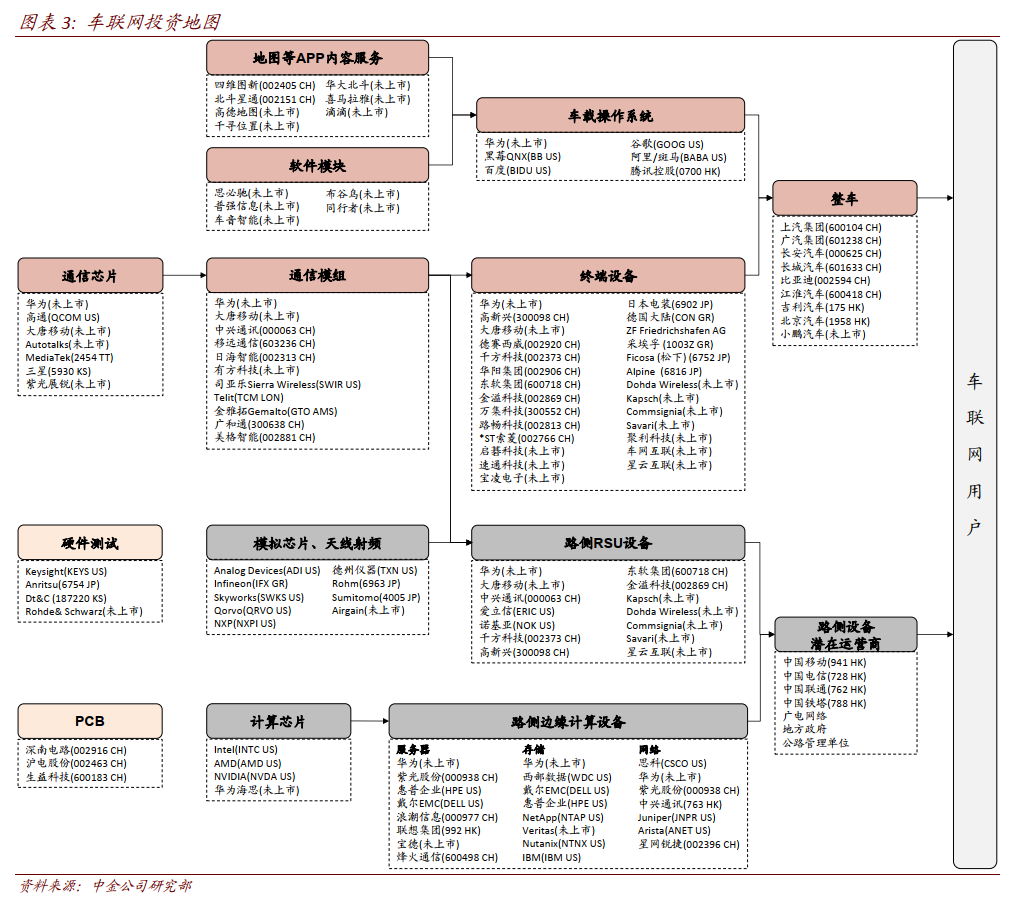 图表 3: 车联网投资地图
地图等APP内容服务
四维图新(002405 CH) 华大北斗(未上市)
北斗星通(002151 CH) 喜马拉雅(未上市)
高德地图(未上市) 滴滴(未上市)
千寻位置(未上市)
软件模块
思必驰(未上市) 布谷鸟(未上市)
普强信息(未上市) 同行者(未上市)
车音智能(未上市)
车载操作系统
华为(未上市) 谷歌(GOOG US)
黑莓QNX(BB US) 阿里/斑马(BABA US)
百度(BIDU US) 腾讯控股(0700 HK)
整车
上汽集团(600104 CH)
广汽集团(601238 CH)
长安汽车(000625 CH)
长城汽车(601633 CH)
比亚迪(002594 CH)
江淮汽车(600418 CH)
吉利汽车(175 HK)
北京汽车(1958 HK)
小鹏汽车(未上市)
通信芯片
华为(未上市)
高通(QCOM US)
大唐移动(未上市)
Autotalks(未上市)
MediaTek(2454 TT)
三星(5930 KS)
紫光展锐(未上市)
通信模组
华为(未上市)
大唐移动(未上市)
中兴通讯(000063 CH)
移远通信(603236 CH)
日海智能(002313 CH)
有方科技(未上市)
司亚乐Sierra Wireless(SWIR US)
Telit(TCM LON)
金雅拓Gemalto(GTO AMS)
广和通(300638 CH)
美格智能(002881 CH)
终端设备
华为(未上市) 日本电装(6902 JP)
高新兴(300098 CH) 德国大陆(CON GR)
大唐移动(未上市) ZF Friedrichshafen AG
德赛西威(002920 CH) 采埃孚(1003Z GR)
千方科技(002373 CH) Ficosa (松下) (6752 JP)
华阳集团(002906 CH) Alpine (6816 JP)
东软集团(600718 CH) Dohda Wireless(未上市)
金溢科技(002869 CH) Kapsch(未上市)
万集科技(300552 CH) Commsignia(未上市)
路畅科技(002813 CH) Savari(未上市)
*ST索菱(002766 CH) 聚利科技(未上市)
启碁科技(未上市) 车网互联(未上市)
速通科技(未上市) 星云互联(未上市)
宝凌电子(未上市)
车联网用户
硬件测试
Keysight(KEYS US)
Anritsu(6754 JP)
Dt&C (187220 KS)
Rohde& Schwarz(未上市)
模拟芯片、天线射频
Analog Devices(ADI US) 德州仪器(TXN US)
Infineon(IFX GR) Rohm(6963 JP)
Skyworks(SWKS US) Sumitomo(4005 JP)
Qorvo(QRVO US) Airgain(未上市)
NXP(NXPI US)
路侧RSU设备
华为(未上市) 东软集团(600718 CH)
大唐移动(未上市) 金溢科技(002869 CH)
中兴通讯(000063 CH) Kapsch(未上市)
爱立信(ERIC US) Dohda Wireless(未上市)
诺基亚(NOK US) Commsignia(未上市)
千方科技(002373 CH) Savari(未上市)
高新兴(300098 CH) 星云互联(未上市)
路侧设备
潜在运营商
中国移动(941 HK)
中国电信(728 HK)
中国联通(762 HK)
中国铁塔(788 HK)
广电网络
地方政府
公路管理单位
PCB
深南电路(002916 CH)
沪电股份(002463 CH)
生益科技(600183 CH)
计算芯片
Intel(INTC US)
AMD(AMD US)
NVIDIA(NVDA US)
华为海思(未上市)
路侧边缘计算设备
服务器 存储 网络
华为(未上市) 华为(未上市) 思科(CSCO US)
紫光股份(000938 CH) 西部数据(WDC US) 华为(未上市)
惠普企业(HPE US) 戴尔EMC(DELL US) 紫光股份(000938 CH)
戴尔EMC(DELL US) 惠普企业(HPE US) 中兴通讯(763 HK)
浪潮信息(000977 CH) NetApp(NTAP US) Juniper(JNPR US)
联想集团(992 HK) Veritas(未上市) Arista(ANET US)
宝德(未上市) Nutanix(NTNX US) 星网锐捷(002396 CH)
烽火通信(600498 CH) IBM(IBM US)
资料来源: 中金公司研究部